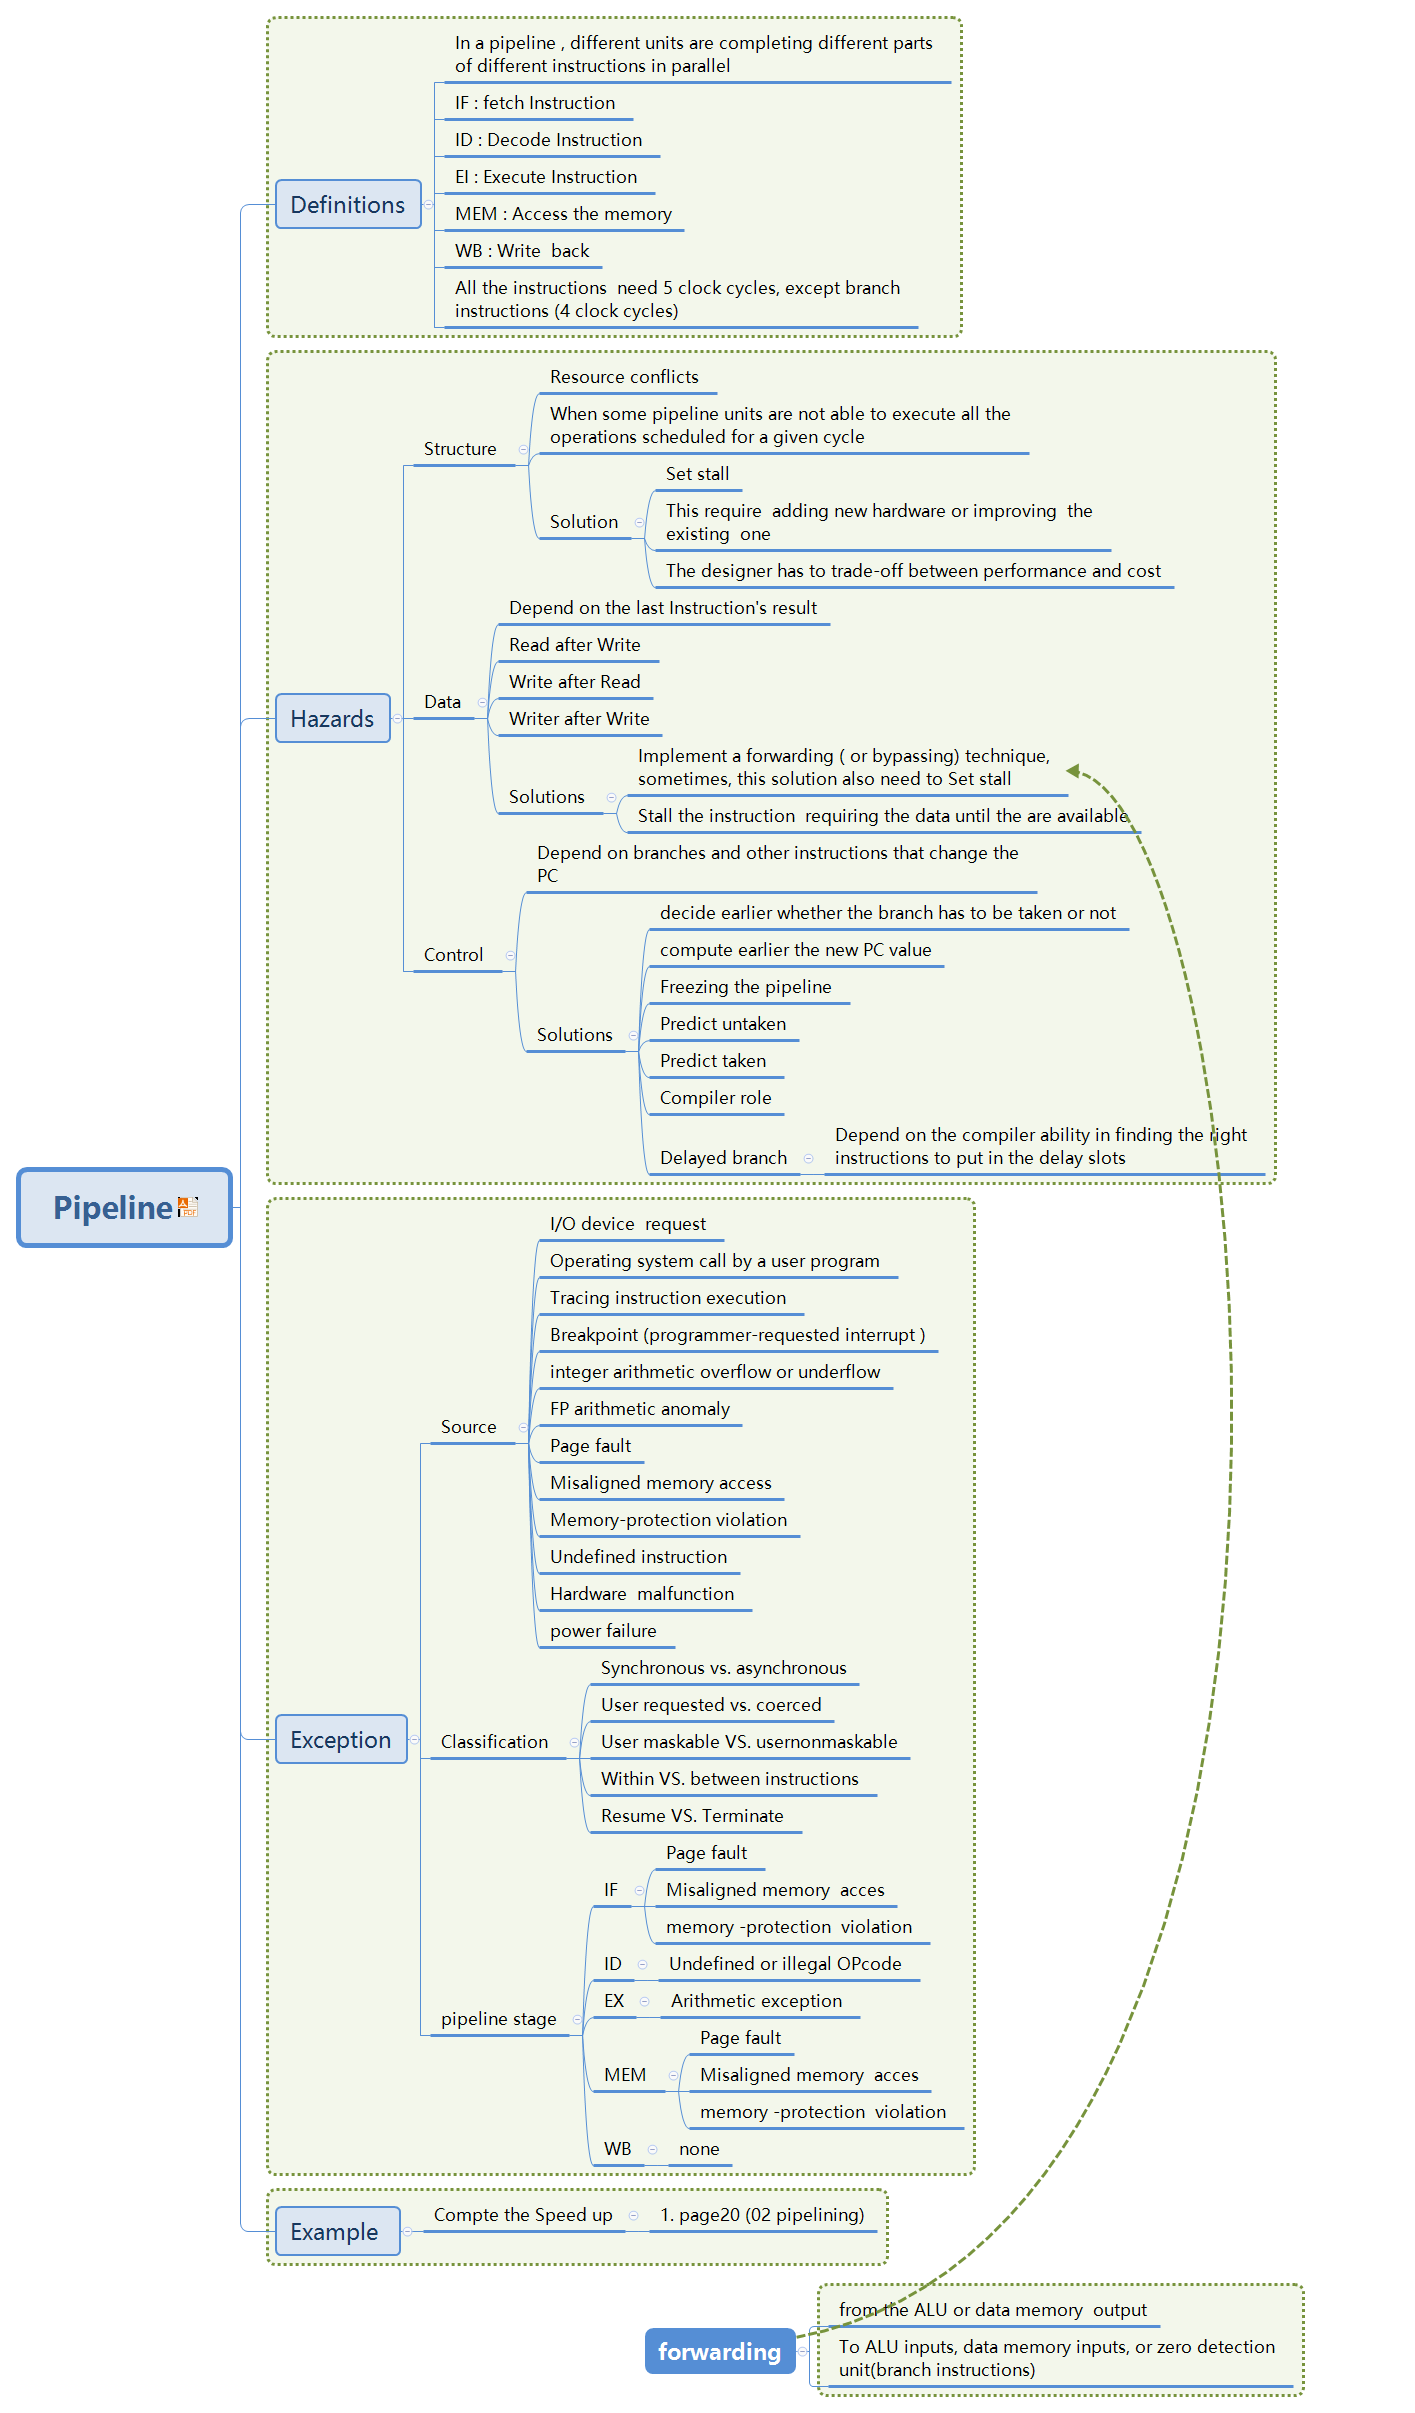 In a pipeline , different units are completing different parts
of different instructions in parallel
IF : fetch Instruction
ID : Decode Instruction
EI : Execute Instruction
Definitions
MEM : Access the memory
WB : Write  back
All the instructions  need 5 clock cycles, except branch
instructions (4 clock cycles)
Resource conflicts
When some pipeline units are not able to execute all the
operations scheduled for a given cycle
Structure
Set stall
Solution
This require  adding new hardware or improving  the
existing  one
The designer has to trade-off between performance and cost
Depend on the last Instruction's result
Read after Write
Write after Read
Hazards
Data
Writer after Write
Implement a forwarding ( or bypassing) technique,
sometimes, this solution also need to Set stall
Solutions
Stall the instruction  requiring the data until the are available
Depend on branches and other instructions that change the
PC
Control
decide earlier whether the branch has to be taken or not
compute earlier the new PC value
Freezing the pipeline
Predict untaken
Solutions
Predict taken
Compiler role
Delayed branch
Depend on the compiler ability in finding the right
instructions to put in the delay slots
Pipeline
PDF
I/O device  request
Operating system call by a user program
Tracing instruction execution
Breakpoint (programmer-requested interrupt )
integer arithmetic overflow or underflow
FP arithmetic anomaly
Source
Page fault
Misaligned memory access
Memory-protection violation
Undefined instruction
Hardware  malfunction
power failure
Synchronous vs. asynchronous
User requested vs. coerced
Exception
Classification
User maskable VS. usernonmaskable
Within VS. between instructions
Resume VS. Terminate
Page fault
IF
Misaligned memory  acces
memory -protection  violation
ID
Undefined or illegal OPcode
EX
Arithmetic exception
pipeline stage
Page fault
MEM
Misaligned memory  acces
memory -protection  violation
WB
none
Example
Compte the Speed up
1. page20 (02 pipelining)
from the ALU or data memory  output
forwarding
To ALU inputs, data memory inputs, or zero detection
unit(branch instructions)